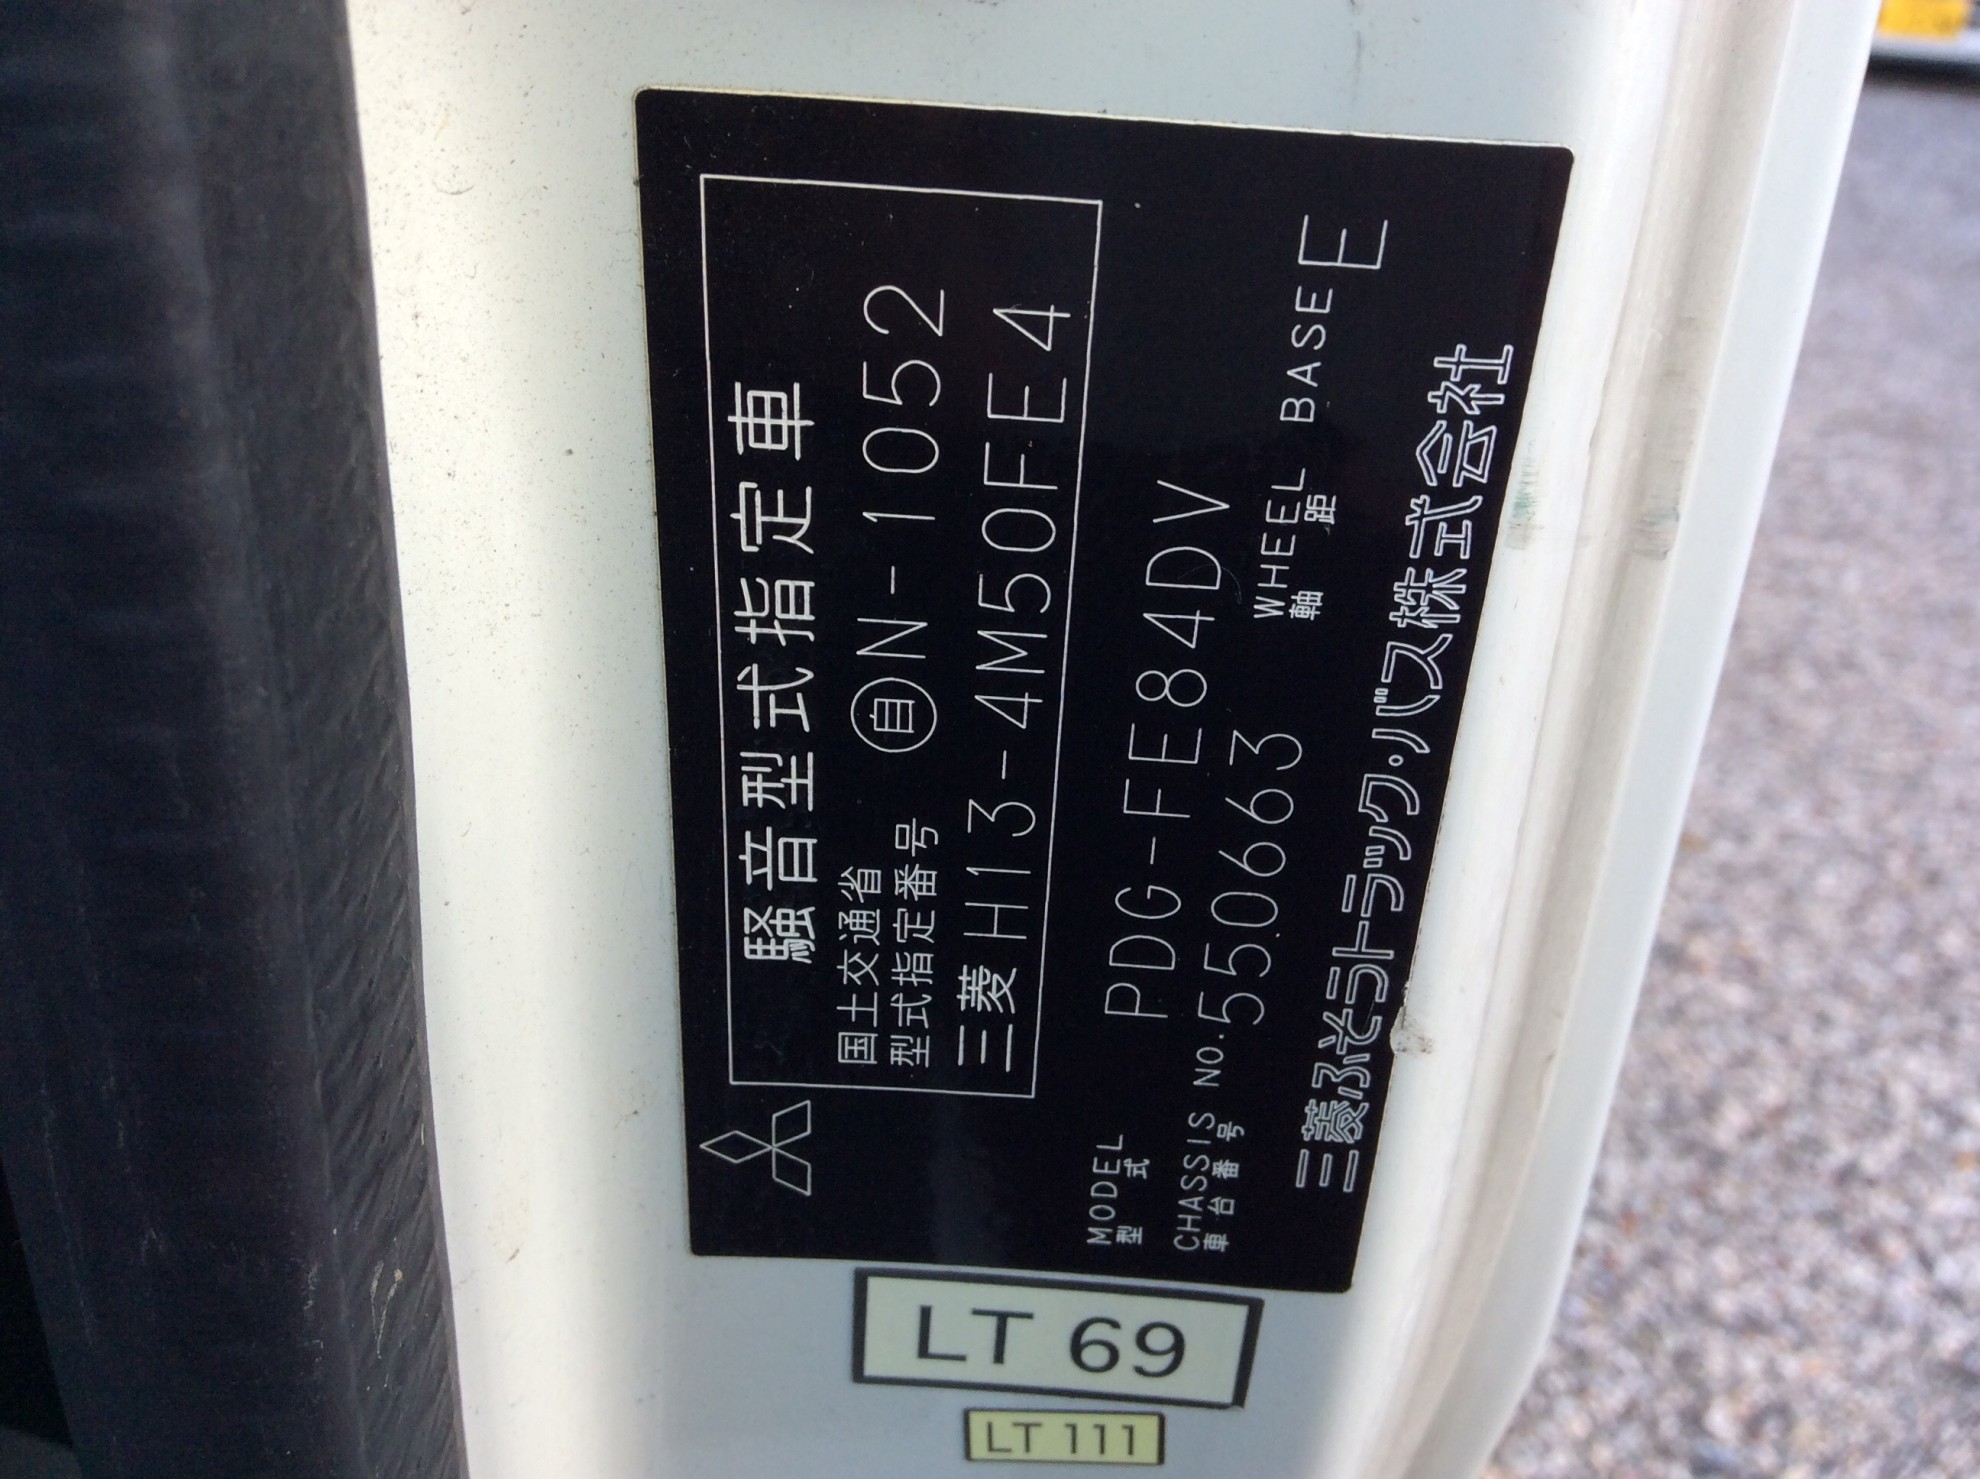 騒音型式指定車
国土交通省
型式指定番号 自N-1052
三菱 H13-4M50FE4
MODEL PDG-FE84DV
型式
CHASSIS No.550663 WHEEL BASE E
車台番号 軸距
三菱ふそうトラック・バス株式会社
LT 69
LT 111